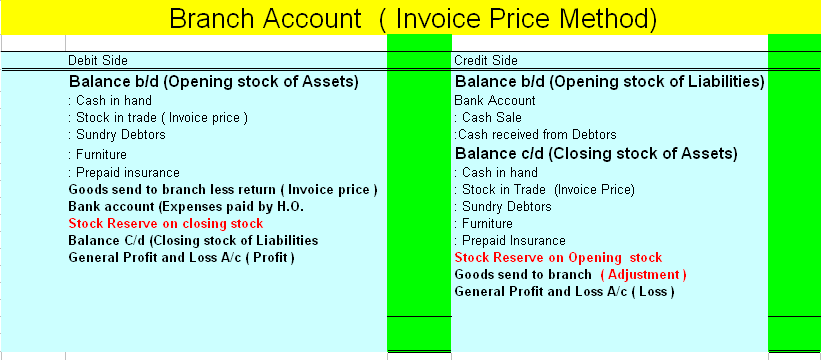 Branch Account ( Invoice Price Method)
Debit Side
Balance b/d (Opening stock of Assets)
: Cash in hand
: Stock in trade ( Invoice price )
: Sundry Debtors
: Furniture
: Prepaid insurance
Goods send to branch less return ( Invoice price )
Bank account (Expenses paid by H.O.
Stock Reserve on closing stock
Balance C/d (Closing stock of Liabilities
General Profit and Loss A/c ( Profit )
Credit Side
Balance b/d (Opening stock of Liabilities)
Bank Account
: Cash Sale
:Cash received from Debtors
Balance c/d (Closing stock of Assets)
: Cash in hand
: Stock in Trade (Invoice Price)
: Sundry Debtors
: Furniture
: Prepaid Insurance
Stock Reserve on Opening stock
Goods send to branch ( Adjustment )
General Profit and Loss A/c ( Loss )